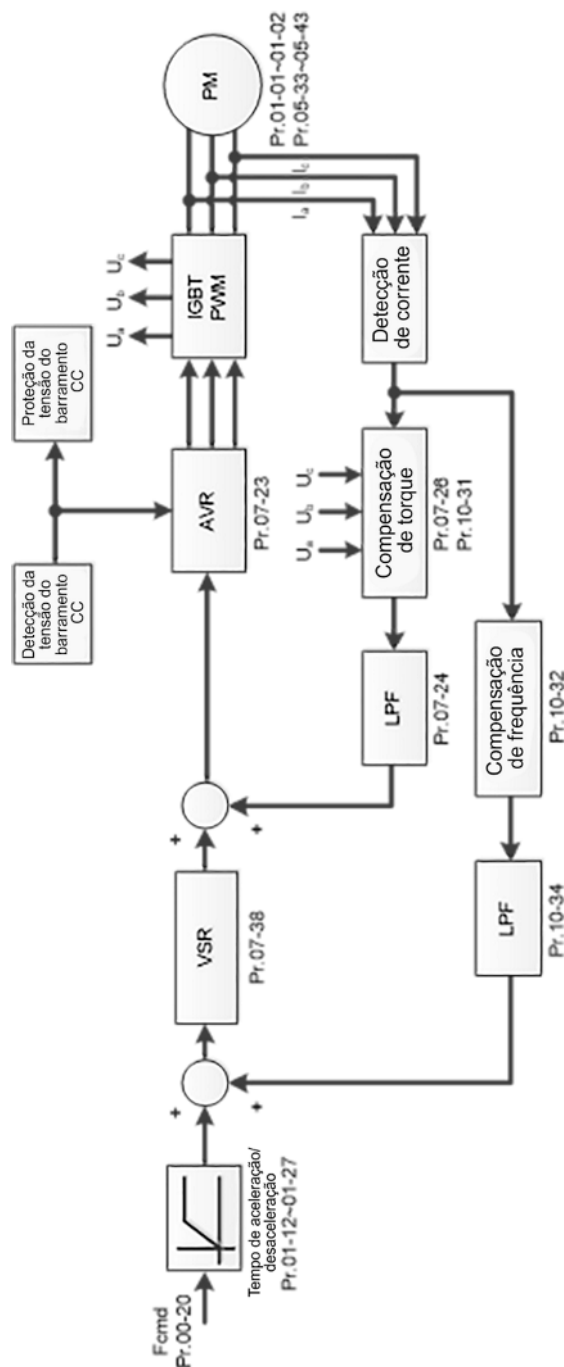 Fcmd
Pr.00-20
Tempo de aceleração/
desaceleração
Pr.01-12~01-27
+
+
VSR
Pr.07-38
+
+
Detecção da
tensão do
barramento
CC
Proteção da
tensão do
barramento
CC
AVR
Pr.07-23
Ua
Ub
Uc
IGBT
PWM
PM
Pr.01-01~01-02
Pr.05-33~05-43
Ia
Ib
Ic
Detecção
de corrente
Ua
Ub
Uc
Compensação
de torque
Pr.07-26
Pr.10-31
LPF
Pr.07-24
Compensação
de frequência
Pr.10-32
LPF
Pr.10-34